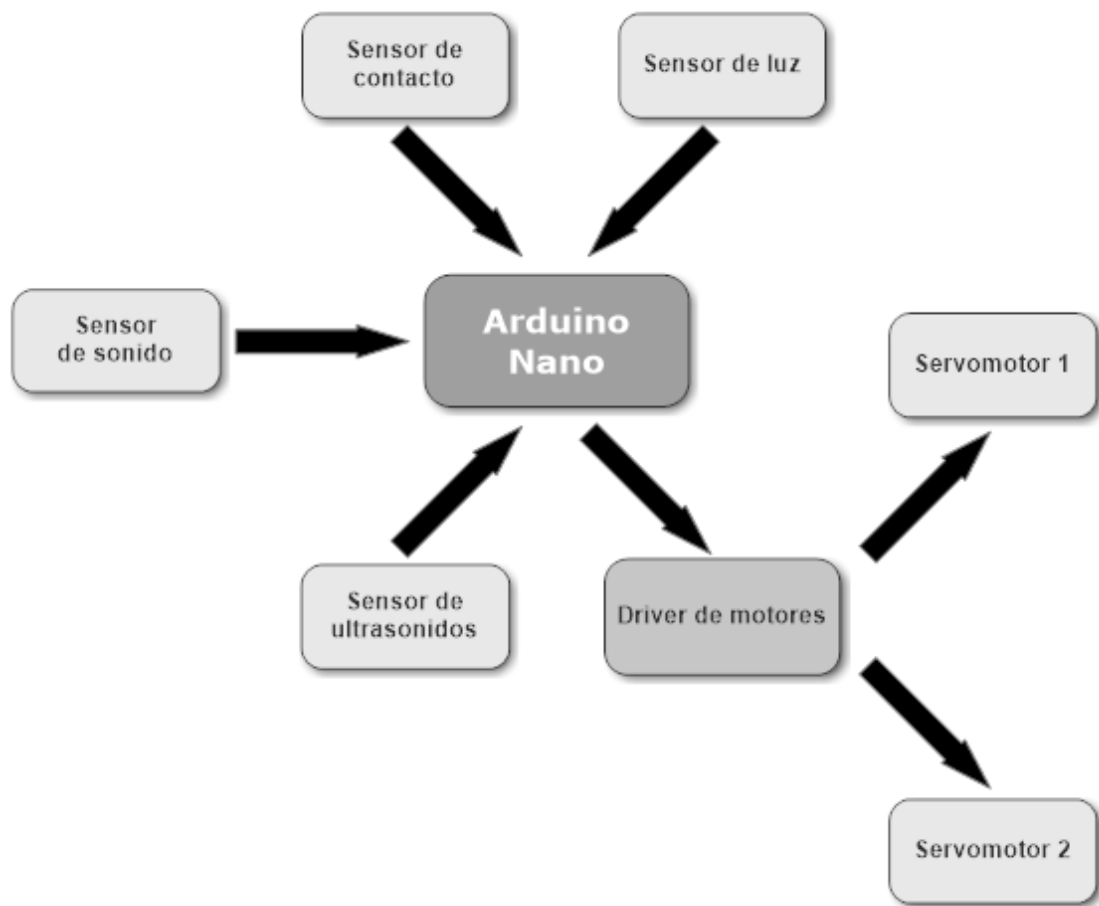 Sensor de
contacto
Sensor de luz
Sensor
de sonido
Arduino
Nano
Servomotor 1
Sensor de
ultrasonidos
Driver de motores
Servomotor 2